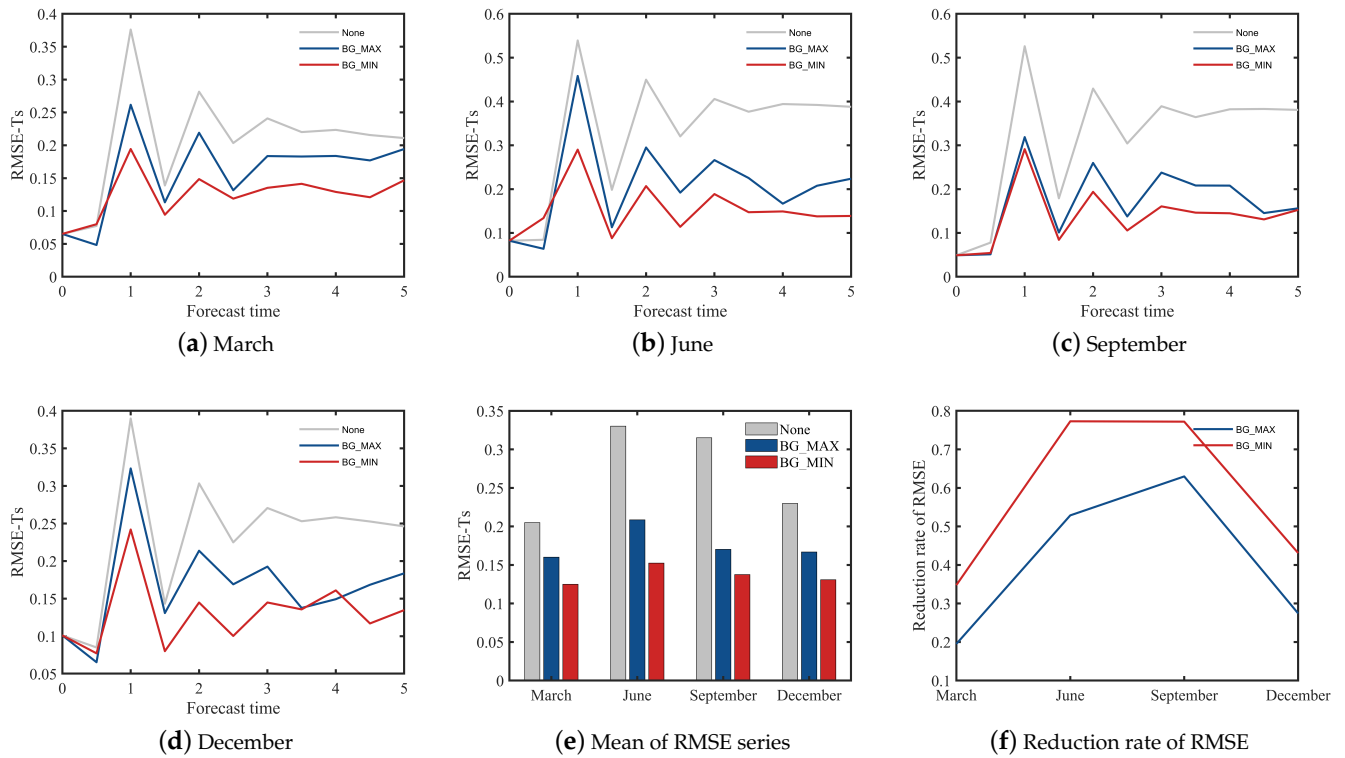 0.4
0.35
0.3
0.25
0.2
0.15
0.1
0.05
0
RMSE-Ts
None
BG_MAX
BG_MIN
0 1 2 3 4 5
Forecast time
(a) March
0.6
0.5
0.4
0.3
0.2
0.1
0
RMSE-Ts
None
BG_MAX
BG_MIN
0 1 2 3 4 5
Forecast time
(b) June
0.6
0.5
0.4
0.3
0.2
0.1
0
RMSE-Ts
None
BG_MAX
BG_MIN
0 1 2 3 4 5
Forecast time
(c) September
0.4
0.35
0.3
0.25
0.2
0.15
0.1
0.05
RMSE-Ts
None
BG_MAX
BG_MIN
0 1 2 3 4 5
Forecast time
(d) December
0.35
0.3
0.25
0.2
0.15
0.1
0.05
0
RMSE-Ts
None
BG_MAX
BG_MIN
March June September December
(e) Mean of RMSE series
0.8
0.7
0.6
0.5
0.4
0.3
0.2
0.1
Reduction rate of RMSE
BG_MAX
BG_MIN
March June September December
(f) Reduction rate of RMSE